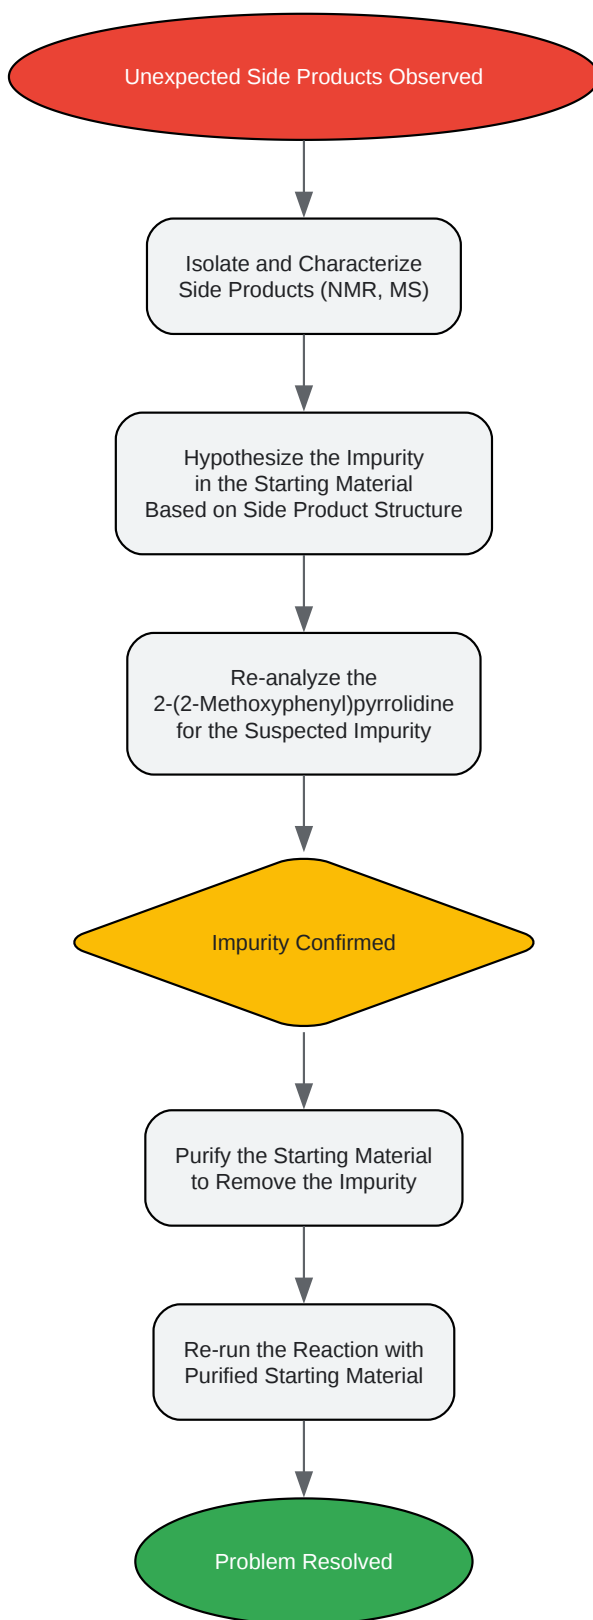 Unexpected Side Products Observed
Isolate and Characterize
Side Products (NMR, MS)
Hypothesize the Impurity
in the Starting Material
Based on Side Product Structure
Re-analyze the
2-(2-Methoxyphenyl)pyrrolidine
for the Suspected Impurity
Impurity Confirmed
Purify the Starting Material
to Remove the Impurity
Re-run the Reaction with
Purified Starting Material
Problem Resolved